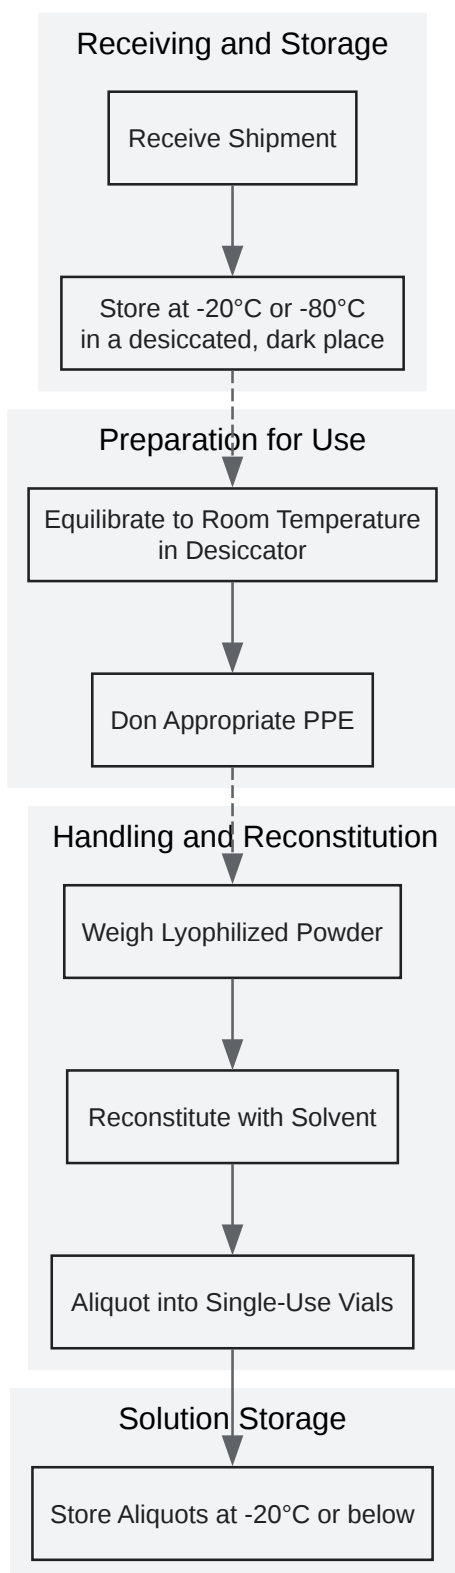 Receiving and Storage
Receive Shipment
Store at -20°C or -80°C
in a desiccated, dark place
Preparation for Use
Equilibrate to Room Temperature
in Desiccator
Don Appropriate PPE
Handling and Reconstitution
Weigh Lyophilized Powder
Reconstitute with Solvent
Aliquot into Single-Use Vials
Solution Storage
Store Aliquots at -20°C or below